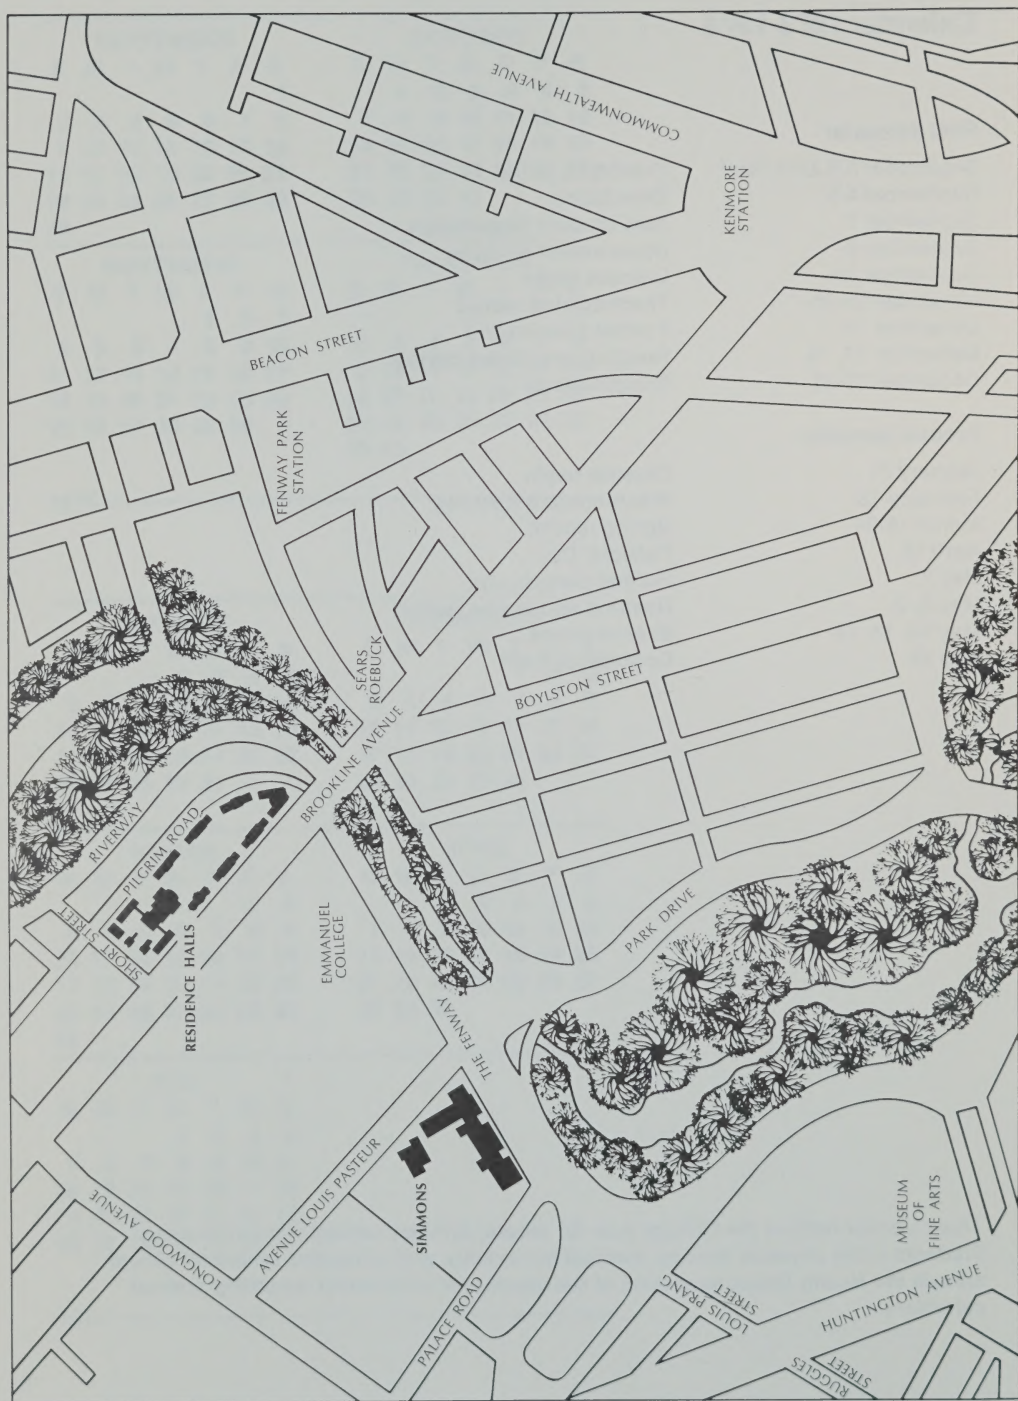 COMMONWEALTH AVENUE
KENMORE
STATION
BEACON STREET
FENWAY PARK
STATION
SEARS
ROEBUCK
BOYLSTON STREET
BROOKLINE AVENUE
RIVERWAY
PILGRIM ROAD
SHORT STREET
RESIDENCE HALLS
EMMANUEL
COLLEGE
PARK DRIVE
THE FENWAY
AVENUE LOUIS PASTEUR
SIMMONS
LONGWOOD AVENUE
PALACE ROAD
MUSEUM
OF
FINE ARTS
LOUIS PRANG
STREET
HUNTINGTON AVENUE
RUGGLES
STREET